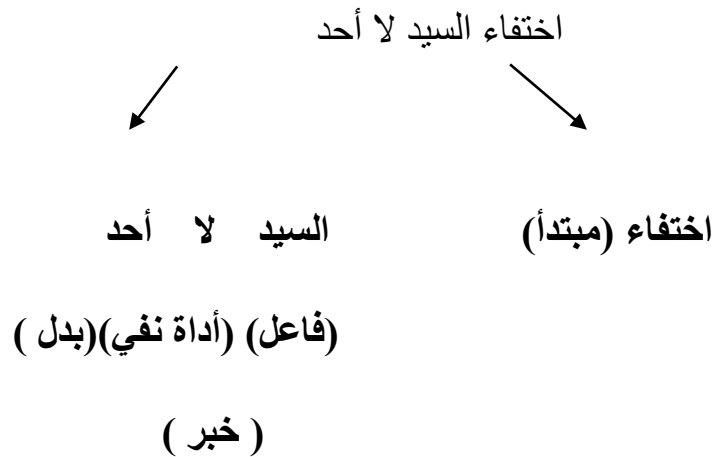 اختفاء السيد لا أحد
اختفاء (مبتدأ) السيد لا أحد
(فاعل) (أداة نفي)(بدل )
( خبر )